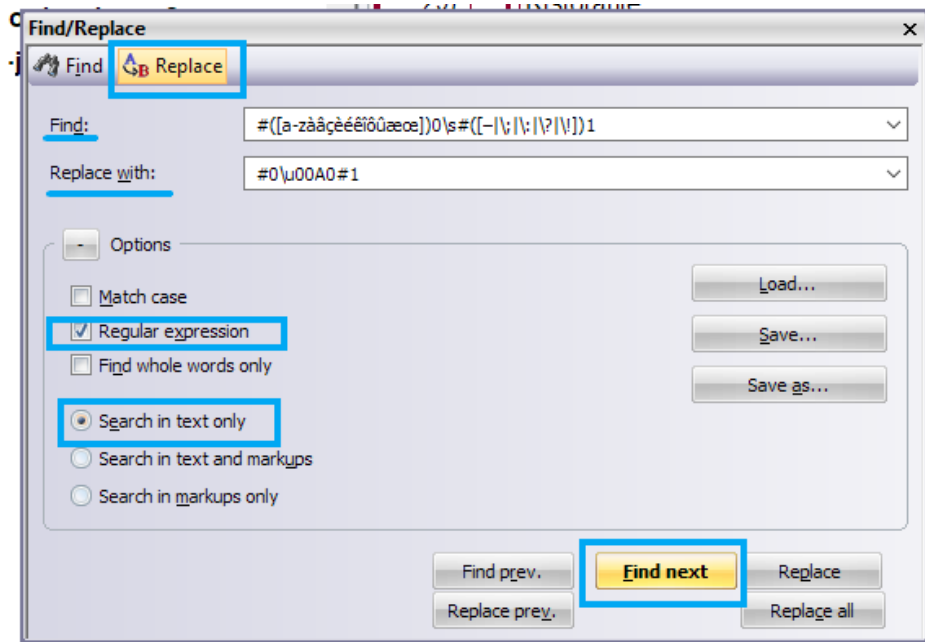 Find/Replace
Find Replace
Find: #([a-zàâçèéêîôûæœ])0\s#([–|\;|\:|\?|\!])1
Replace with: #0\u00A0#1
- Options
Match case
Regular expression
Find whole words only
Search in text only
Search in text and markups
Search in markups only
Load...
Save...
Save as...
Find prev. Find next Replace
Replace prev. Replace all